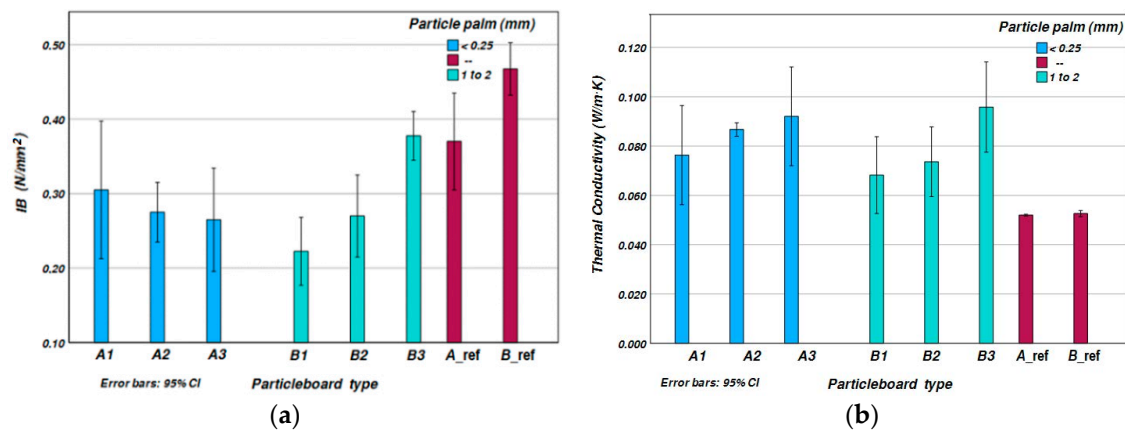 Particle palm (mm)
< 0.25
--
1 to 2
IB (N/mm²)
0.50
0.40
0.30
0.20
0.10
A1 A2 A3 B1 B2 B3 A_ref B_ref
Error bars: 95% CI Particleboard type
(a)
Particle palm (mm)
< 0.25
--
1 to 2
Thermal Conductivity (W/m·K)
0.120
0.100
0.080
0.060
0.040
0.020
0.000
A1 A2 A3 B1 B2 B3 A_ref B_ref
Error bars: 95% CI Particleboard type
(b)